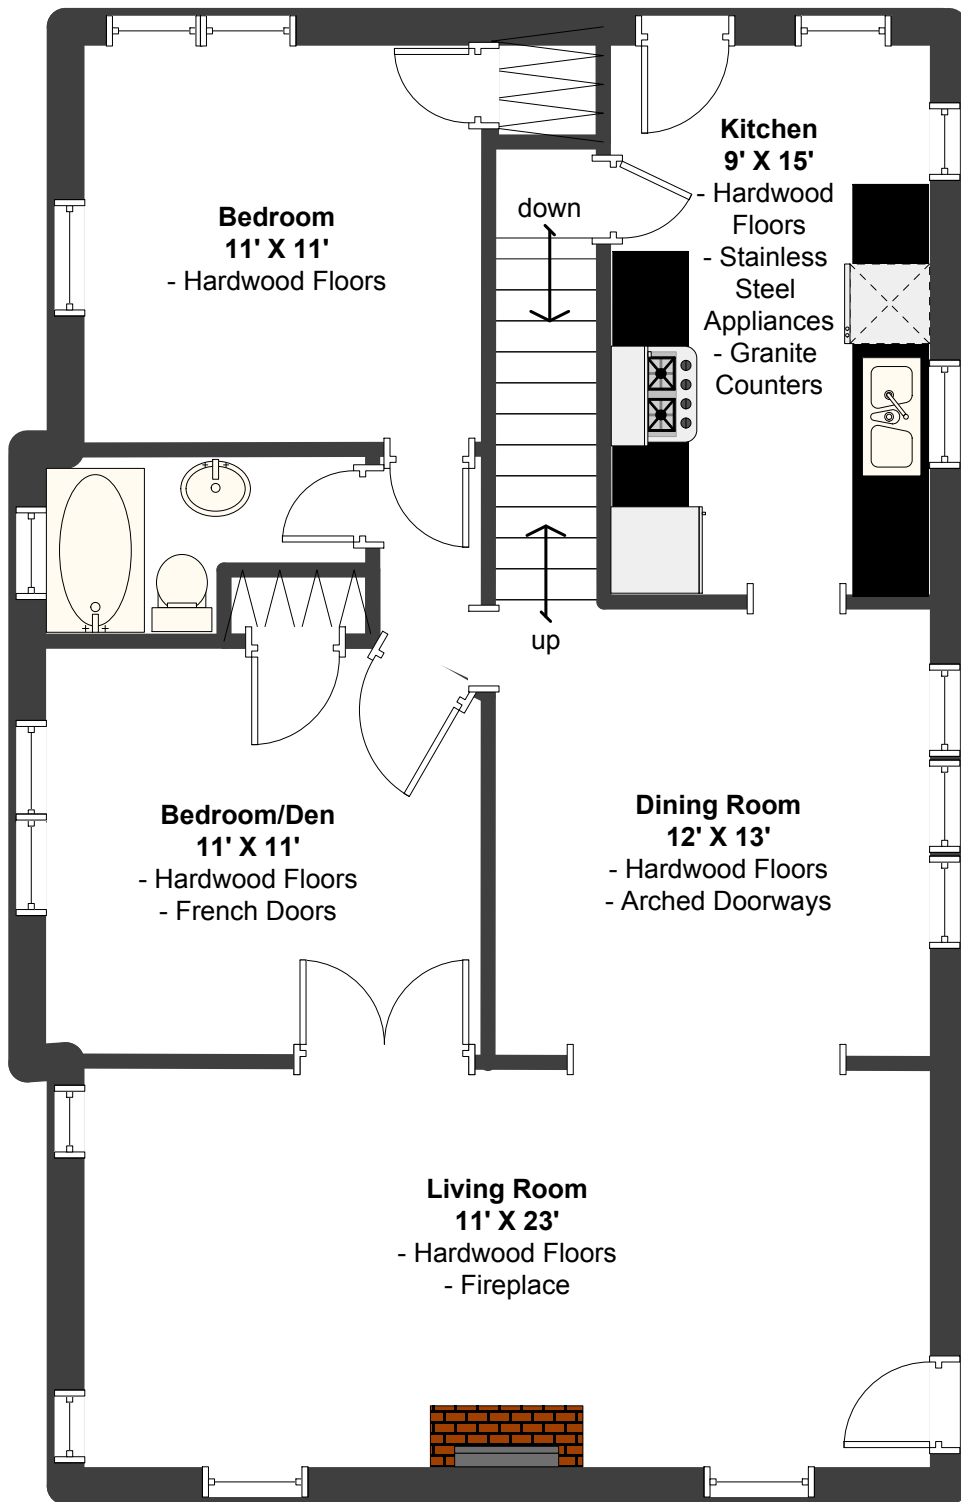 Kitchen
9' X 15'
- Hardwood
Floors
- Stainless
Steel
Appliances
- Granite
Counters
Bedroom
11' X 11'
- Hardwood Floors
down
up
Bedroom/Den
11' X 11'
- Hardwood Floors
- French Doors
Dining Room
12' X 13'
- Hardwood Floors
- Arched Doorways
Living Room
11' X 23'
- Hardwood Floors
- Fireplace